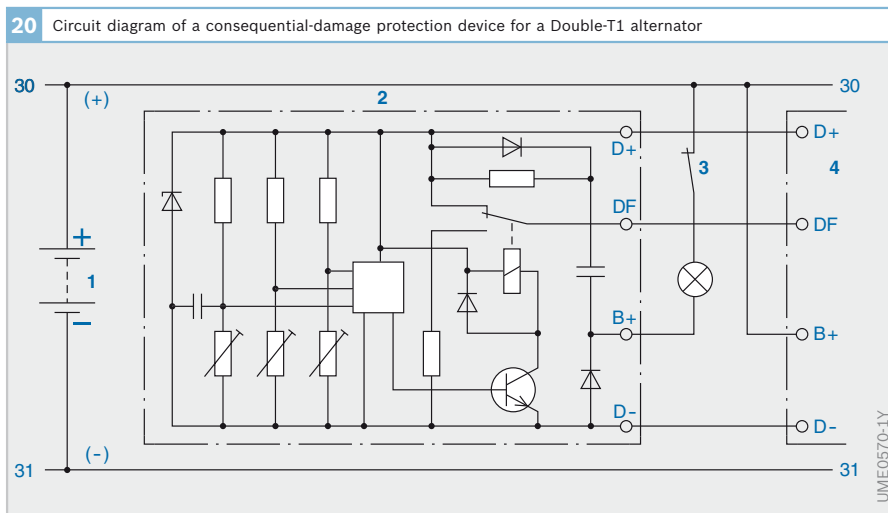 20 Circuit diagram of a consequential-damage protection device for a Double-T1 alternator
30 30
(+) 2
D+ D+
3 4
DF DF
+
1
−
B+ B+
D- D-
(-)
31 31
UME0570-1Y